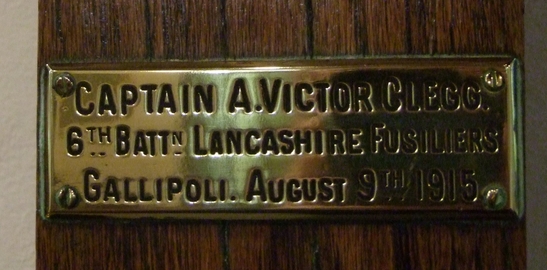 CAPTAIN A. VICTOR CLEGG.
6TH BATTN LANCASHIRE FUSILIERS
GALLIPOLI. AUGUST 9TH 1915.